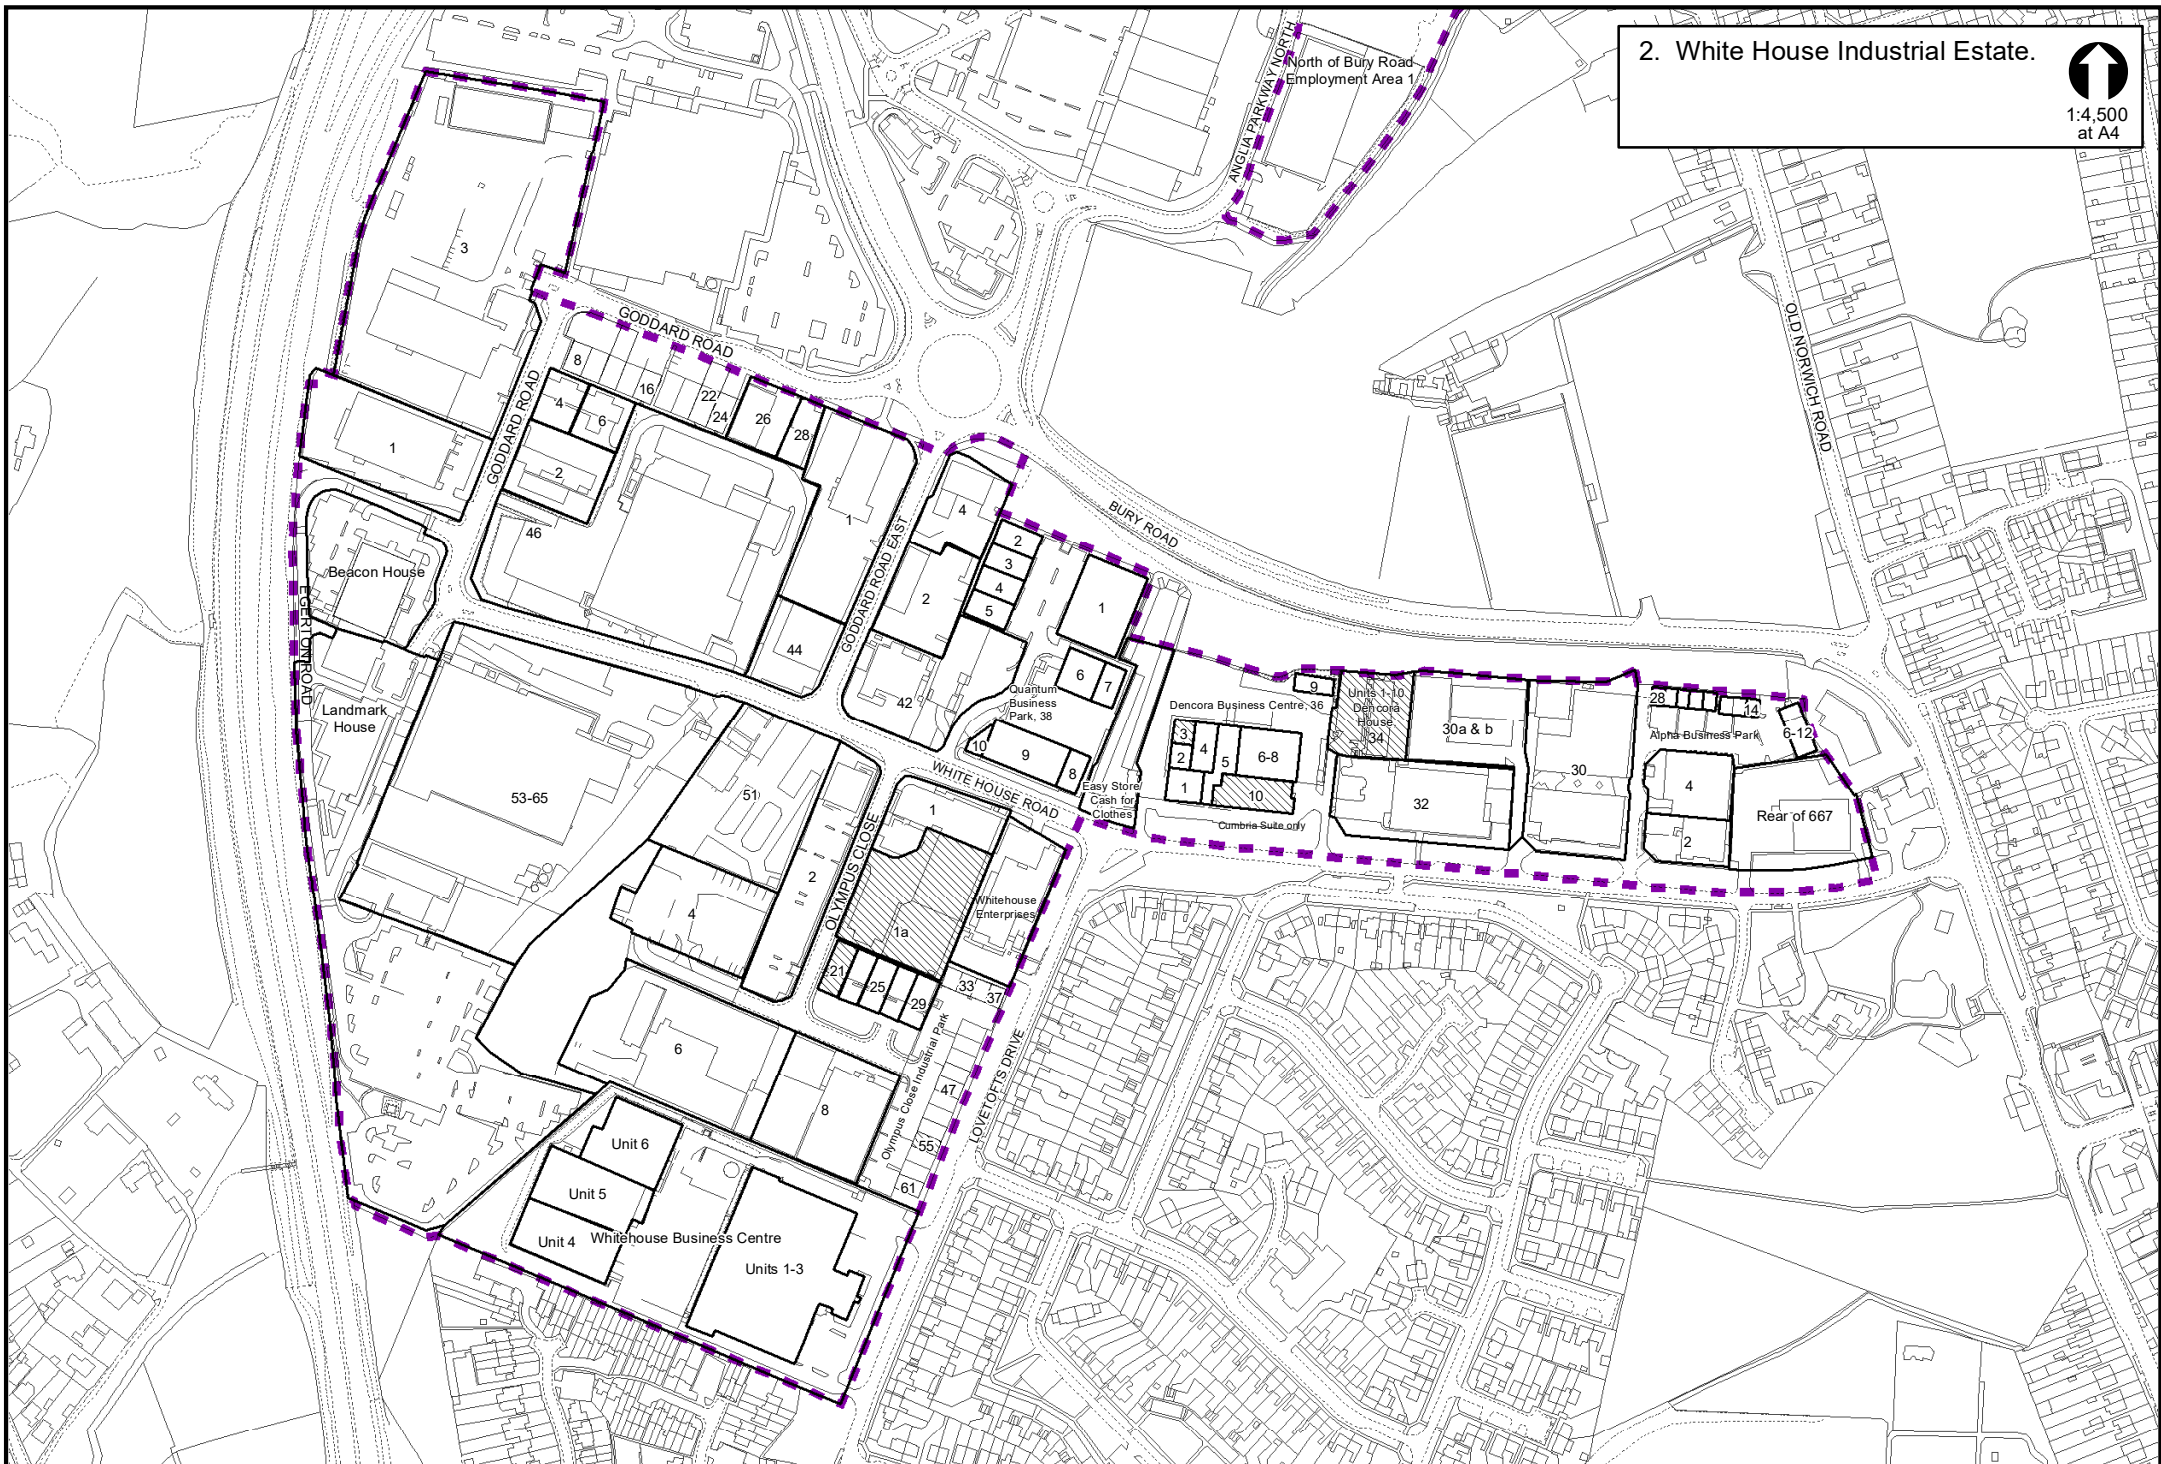 2. White House Industrial Estate.
1:4,500
at A4
North of Bury Road
Employment Area 1
ANGLIA PARKWAY NORTH
OLD NORWICH ROAD
3
GODDARD ROAD
8
16
22
24
26
28
4
6
2
1
GODDARD ROAD
46
1
4
BURY ROAD
Beacon House
EGERTON ROAD
GODDARD ROAD EAST
2
2
3
4
5
1
44
42
6
7
Quantum
Business
Park, 38
10
9
8
Landmark
House
53-65
51
WHITE HOUSE ROAD
Easy Store/
Cash for
Clothes
Dencora Business Centre, 36
9
3
2
1
4
5
6-8
10
Cumbria Suite only
Units 1-10
Dencora
House
34
30a & b
32
30
28
14
Alpha Business Park
6-12
4
2
Rear of 667
1
2
OLYMPUS CLOSE
4
1a
Whitehouse
Enterprises
21
25
29
33
37
6
8
Olympus Close Industrial Park
47
55
61
LOVETOFTS DRIVE
Unit 6
Unit 5
Unit 4
Whitehouse Business Centre
Units 1-3